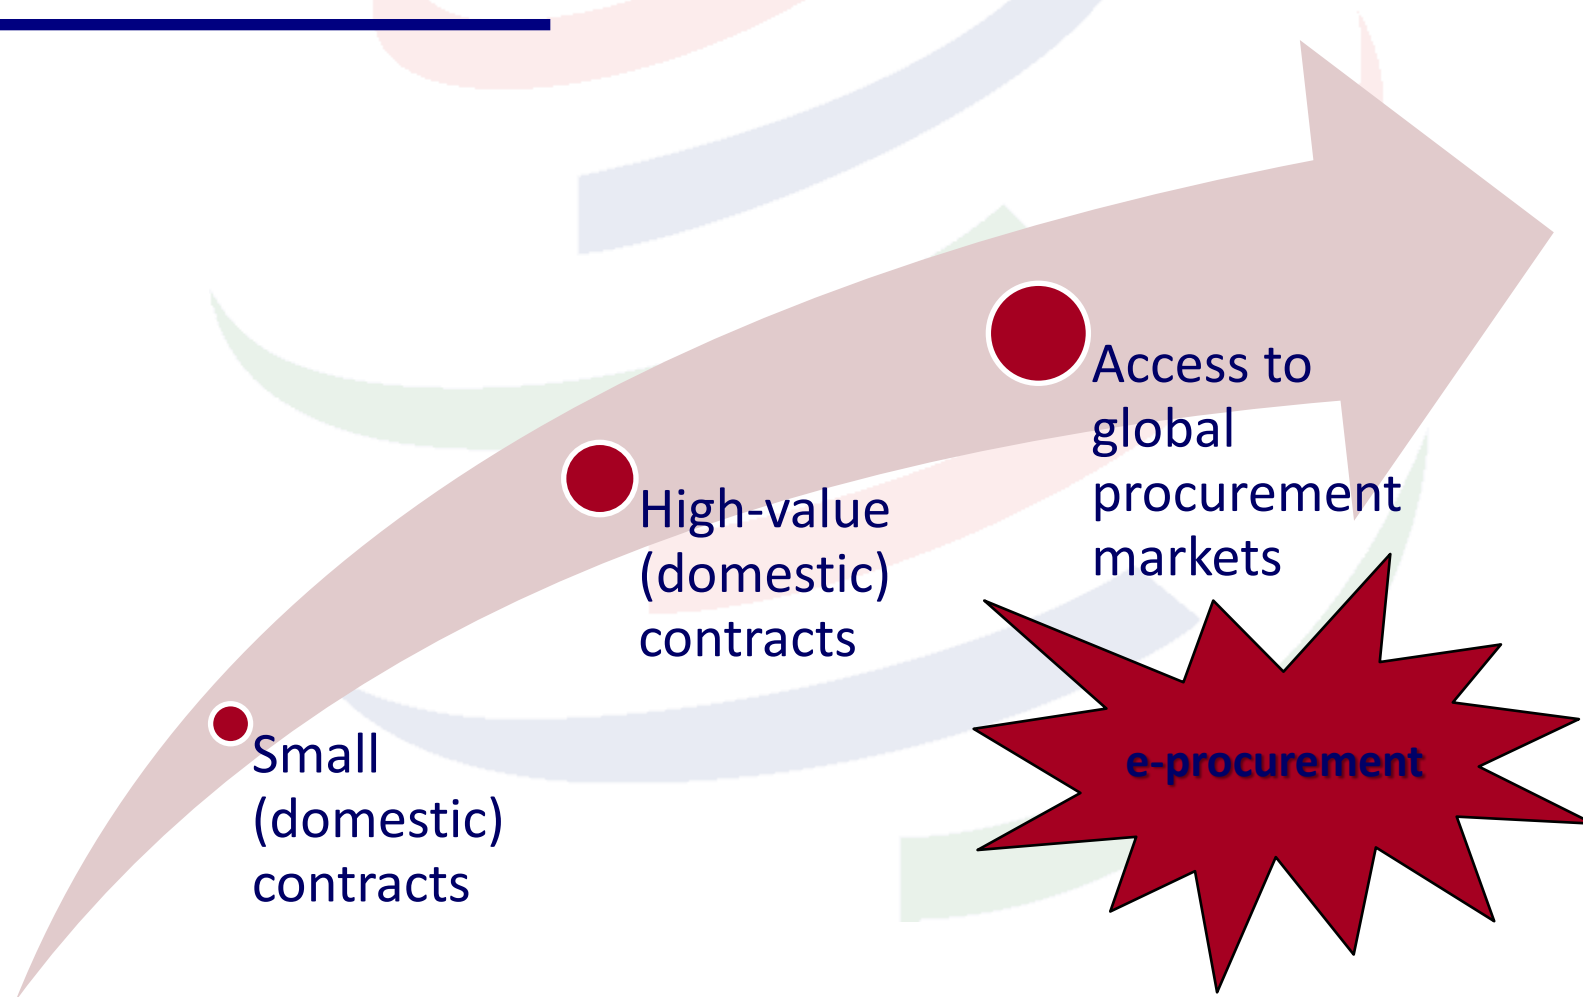 Small
(domestic)
contracts
High-value
(domestic)
contracts
Access to
global
procurement
markets
e-procurement